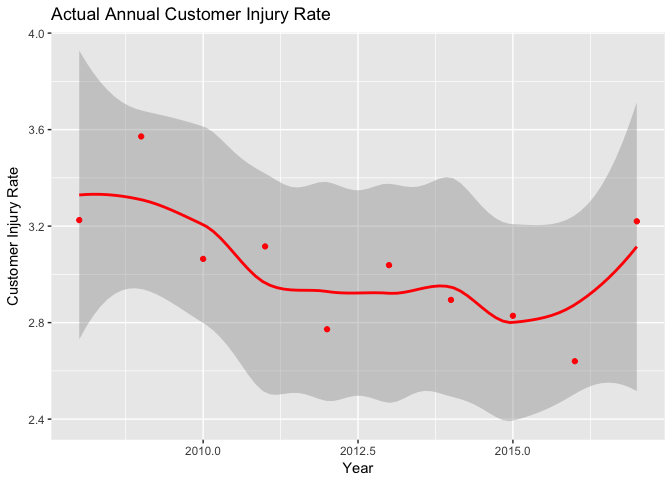 Actual Annual Customer Injury Rate
Customer Injury Rate
4.0
3.6
3.2
2.8
2.4
2010.0
2012.5
2015.0
Year